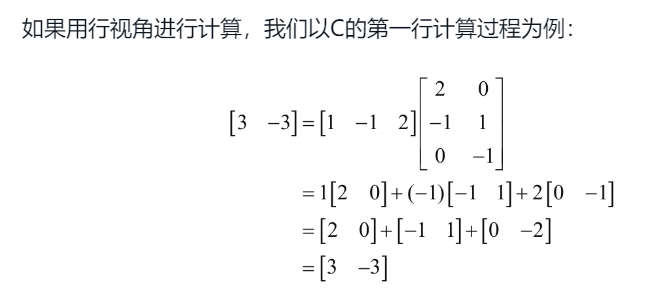 如果用行视角进行计算，我们以C的第一行计算过程为例：
[3 −3]=[1 −1 2][2 0; −1 1; 0 −1]
=1[2 0]+(−1)[−1 1]+2[0 −1]
=[2 0]+[−1 1]+[0 −2]
=[3 −3]